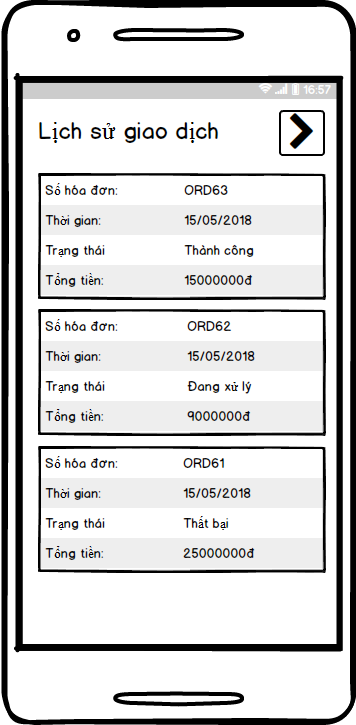 16:57
Lịch sử giao dịch
Số hóa đơn: ORD63
Thời gian: 15/05/2018
Trạng thái Thành công
Tổng tiền: 15000000đ
Số hóa đơn: ORD62
Thời gian: 15/05/2018
Trạng thái Đang xử lý
Tổng tiền: 9000000đ
Số hóa đơn: ORD61
Thời gian: 15/05/2018
Trạng thái Thất bại
Tổng tiền: 25000000đ